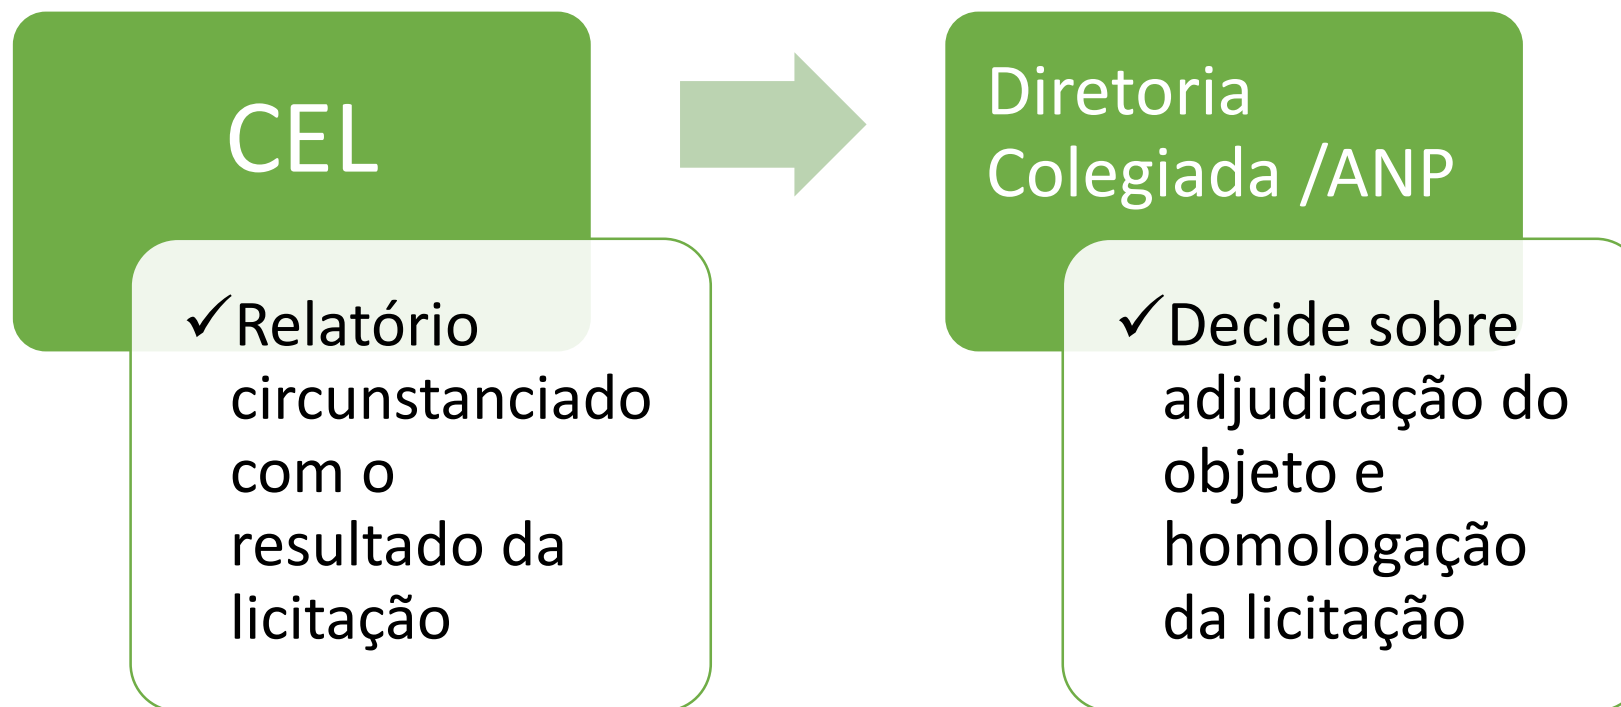 CEL
✓Relatório
circunstanciado
com o
resultado da
licitação
Diretoria
Colegiada /ANP
✓Decide sobre
adjudicação do
objeto e
homologação
da licitação